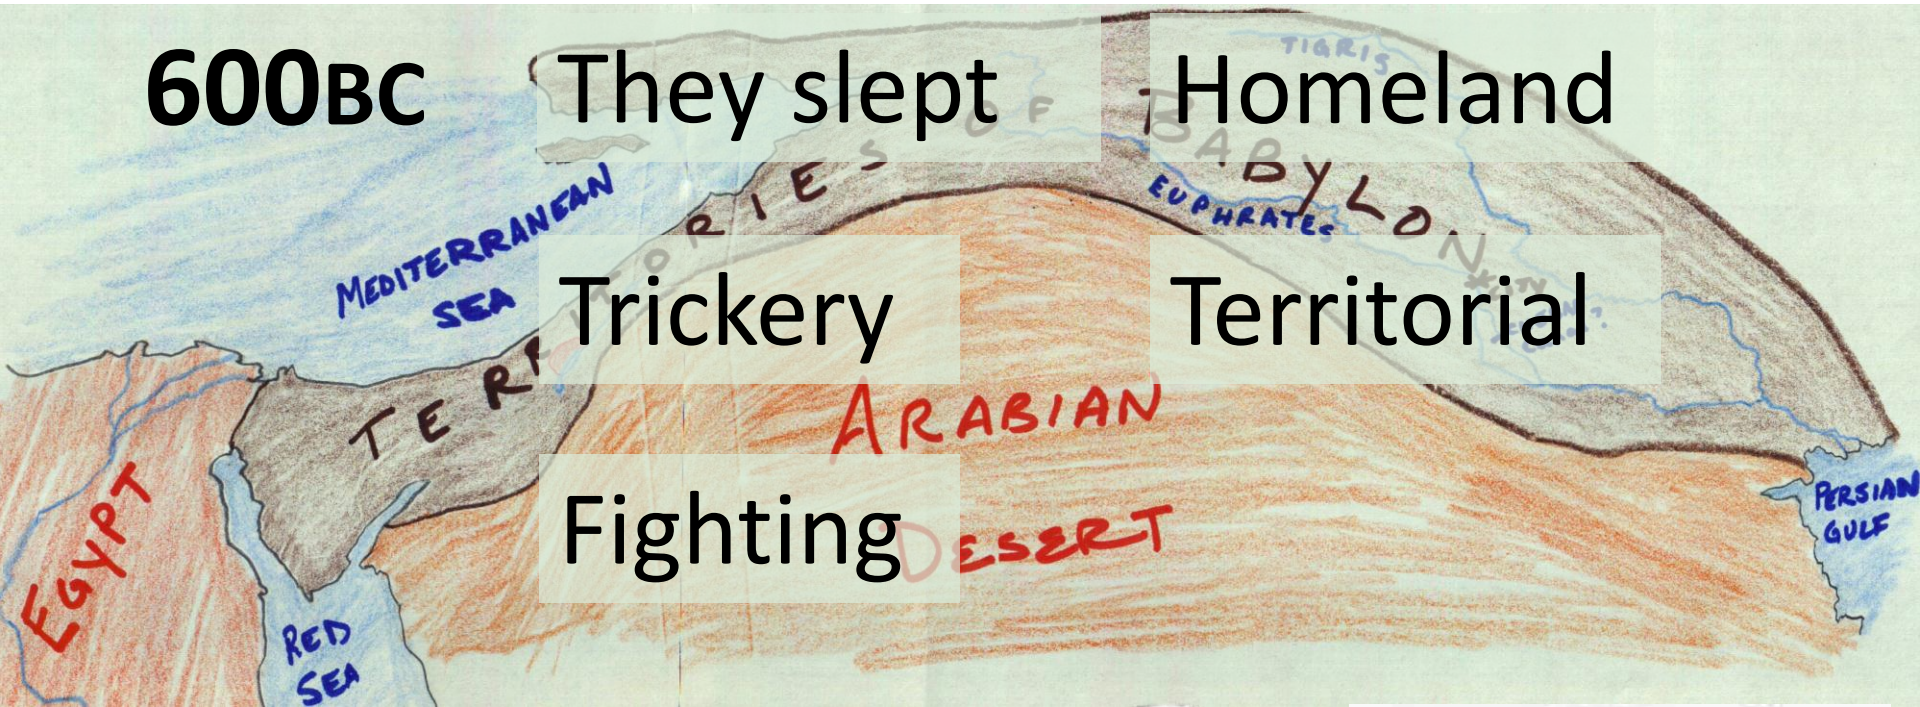 600BC
They slept
Homeland
TIGRIS
TERRITORIES OF BABYLON
MEDITERRANEAN
SEA
EUPHRATES
Trickery
Territorial
ARABIAN
DESERT
Fighting
EGYPT
RED
SEA
PERSIAN
GULF